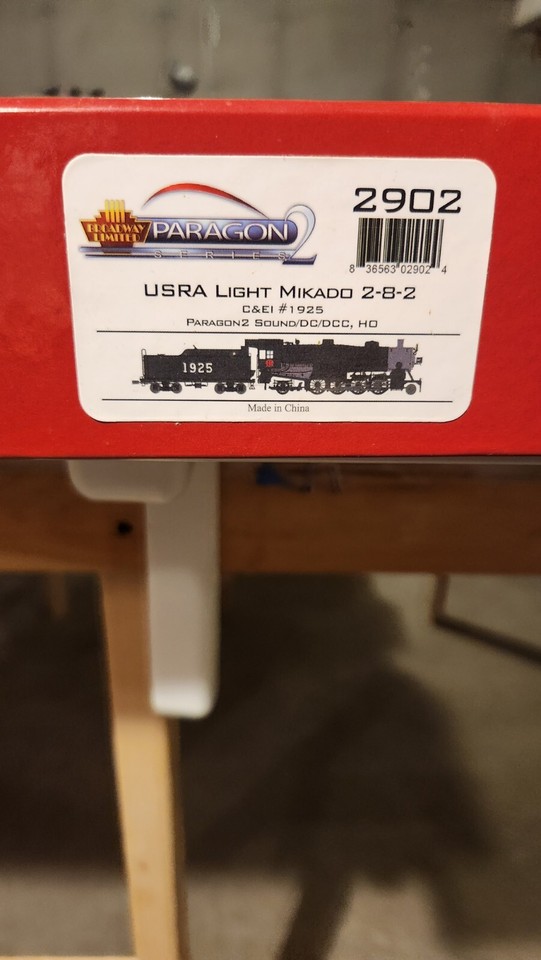 BROADWAY
LIMITED
PARAGON 2
SERIES
2902
8 36563 02902 4
USRA LIGHT MIKADO 2-8-2
C&EI #1925
PARAGON2 SOUND/DC/DCC, HO
1925
Made in China